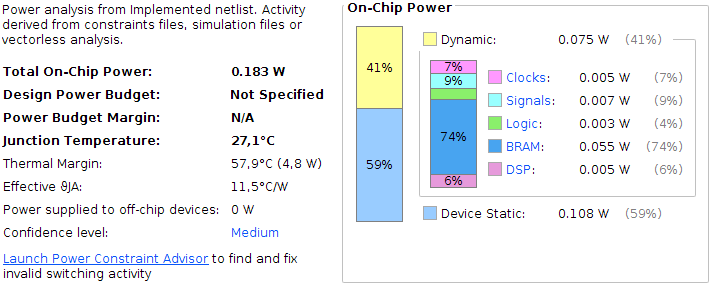 Power analysis from Implemented netlist. Activity
derived from constraints files, simulation files or
vectorless analysis.
Total On-Chip Power: 0.183 W
Design Power Budget: Not Specified
Power Budget Margin: N/A
Junction Temperature: 27,1°C
Thermal Margin: 57,9°C (4,8 W)
Effective ϑJA: 11,5°C/W
Power supplied to off-chip devices: 0 W
Confidence level: Medium
Launch Power Constraint Advisor to find and fix
invalid switching activity
On-Chip Power
41%
59%
Dynamic: 0.075 W (41%)
7%
9%
74%
6%
Clocks: 0.005 W (7%)
Signals: 0.007 W (9%)
Logic: 0.003 W (4%)
BRAM: 0.055 W (74%)
DSP: 0.005 W (6%)
Device Static: 0.108 W (59%)